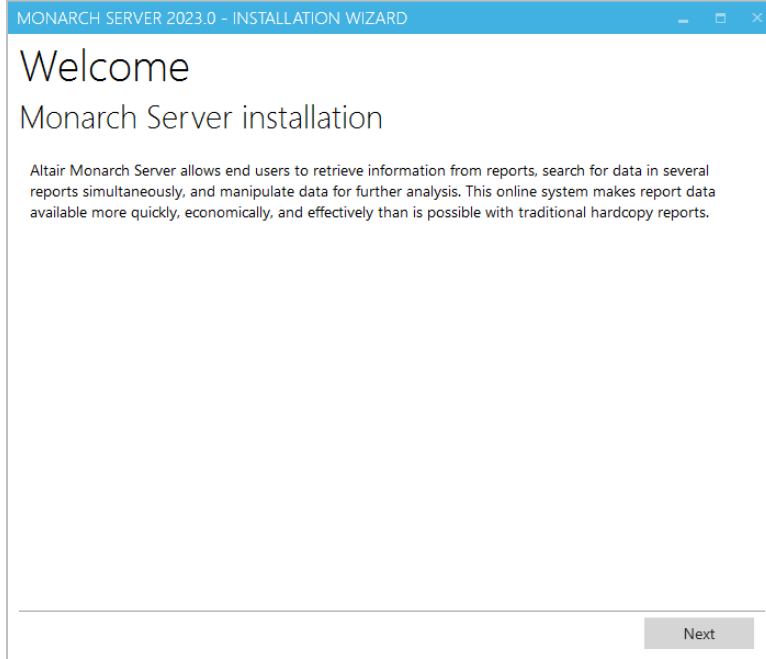 MONARCH SERVER 2023.0 - INSTALLATION WIZARD
Welcome
Monarch Server installation
Altair Monarch Server allows end users to retrieve information from reports, search for data in several
reports simultaneously, and manipulate data for further analysis. This online system makes report data
available more quickly, economically, and effectively than is possible with traditional hardcopy reports.
Next